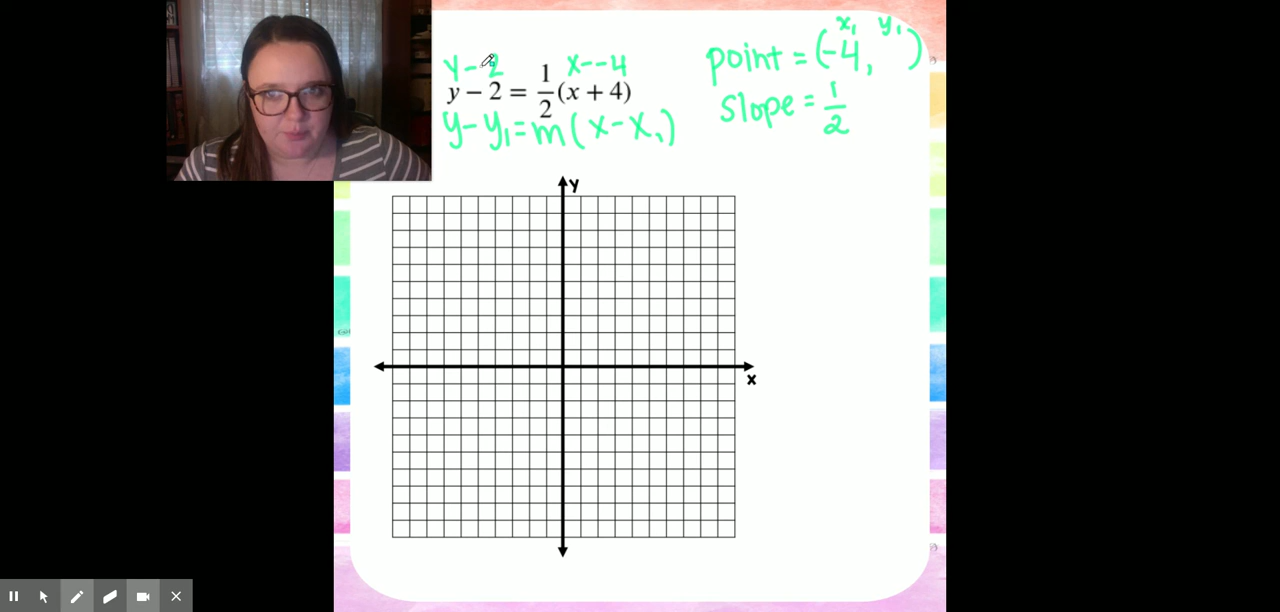 y - 2 x - -4
y − 2 = 1/2 (x + 4)
y - y₁ = m ( x - x₁ )
x₁ y₁
point = ( -4, )
slope = 1/2
y
x